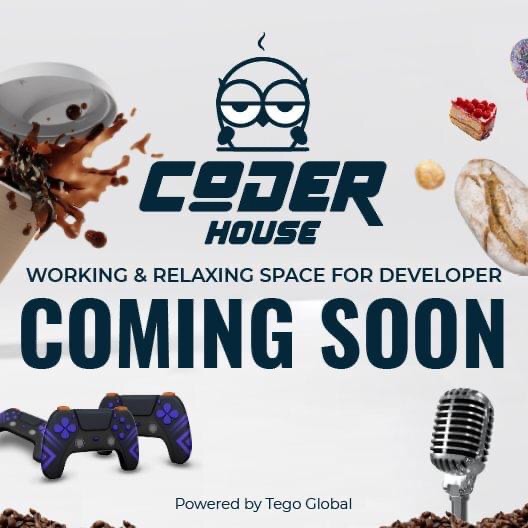 CODER
HOUSE
WORKING & RELAXING SPACE FOR DEVELOPER
COMING SOON
Powered by Tego Global